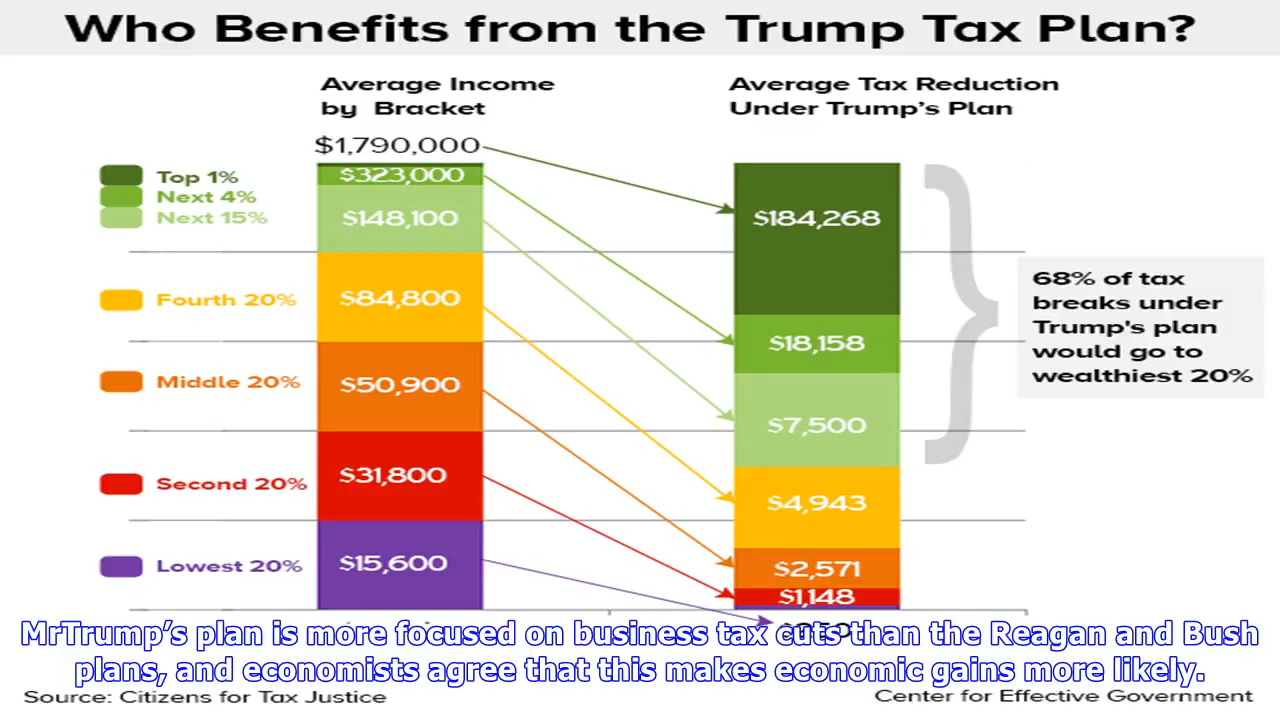 Who Benefits from the Trump Tax Plan?
Average Income
by Bracket
Average Tax Reduction
Under Trump's Plan
$1,790,000
Top 1%
$323,000
Next 4%
Next 15%
$148,100
$184,268
Fourth 20%
$84,800
$18,158
68% of tax
breaks under
Trump's plan
would go to
wealthiest 20%
Middle 20%
$50,900
$7,500
Second 20%
$31,800
$4,943
Lowest 20%
$15,600
$2,571
$1,148
MrTrump’s plan is more focused on business tax cuts than the Reagan and Bush
plans, and economists agree that this makes economic gains more likely.
Source: Citizens for Tax Justice
Center for Effective Government